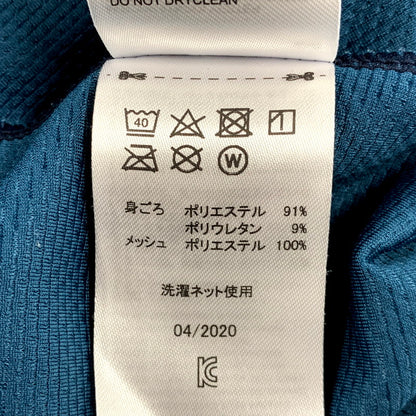 DO NOT DRYCLEAN
40
W
身ごろ ポリエステル 91%
ポリウレタン 9%
メッシュ ポリエステル 100%
洗濯ネット使用
04/2020